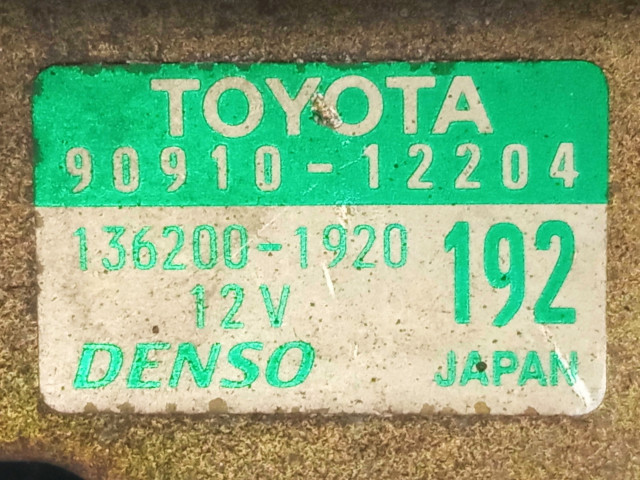 TOYOTA
90910-12204
136200-1920
12V
192
DENSO
JAPAN